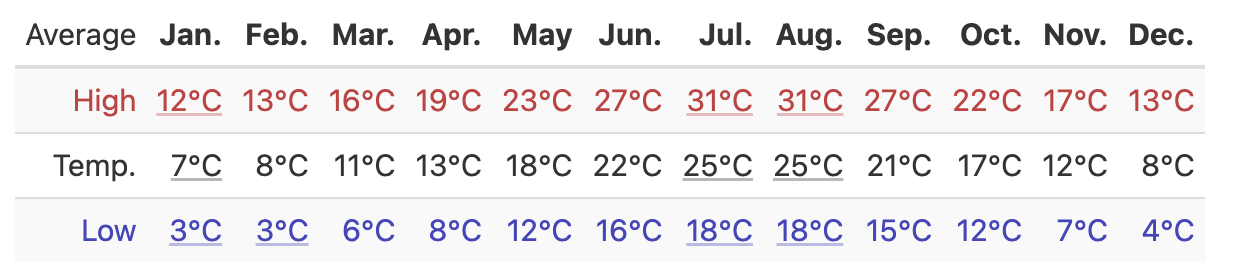 Average Jan. Feb. Mar. Apr. May Jun. Jul. Aug. Sep. Oct. Nov. Dec.
High 12°C 13°C 16°C 19°C 23°C 27°C 31°C 31°C 27°C 22°C 17°C 13°C
Temp. 7°C 8°C 11°C 13°C 18°C 22°C 25°C 25°C 21°C 17°C 12°C 8°C
Low 3°C 3°C 6°C 8°C 12°C 16°C 18°C 18°C 15°C 12°C 7°C 4°C